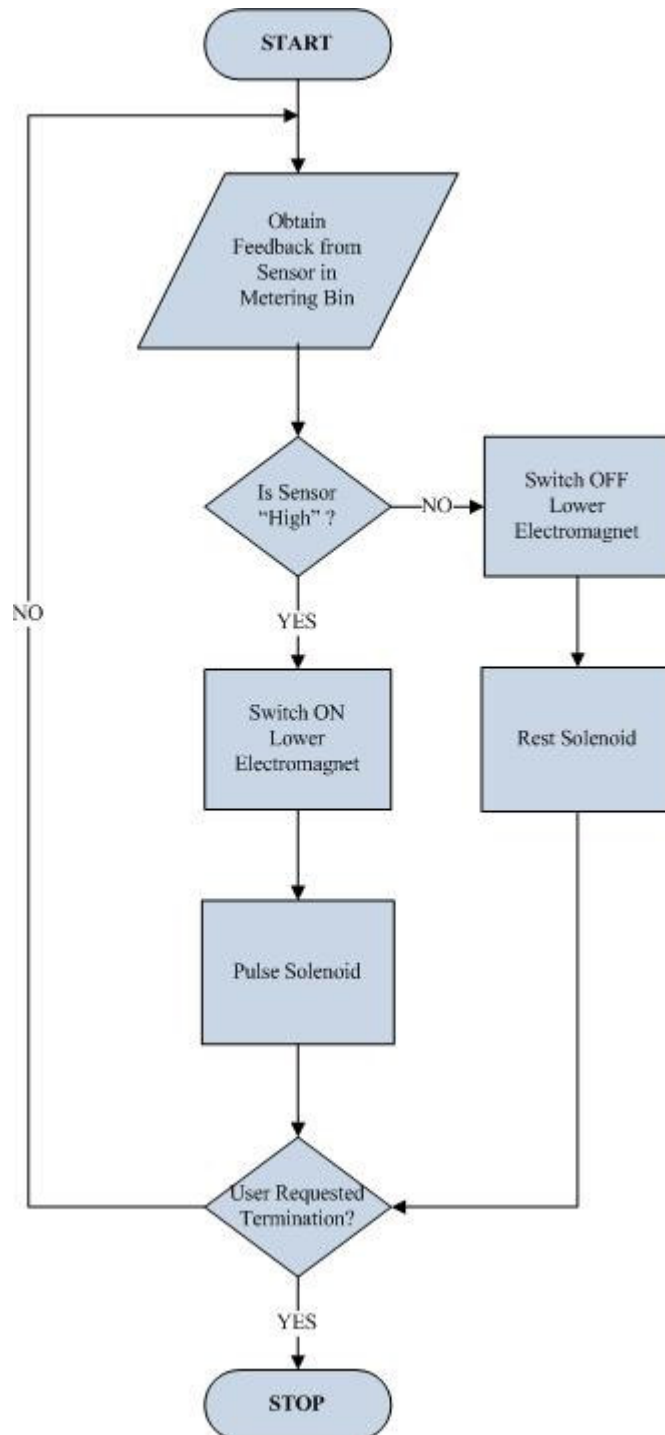 START
Obtain
Feedback from
Sensor in
Metering Bin
Is Sensor
“High” ?
NO
Switch OFF
Lower
Electromagnet
YES
NO
Switch ON
Lower
Electromagnet
Rest Solenoid
Pulse Solenoid
User Requested
Termination?
YES
STOP